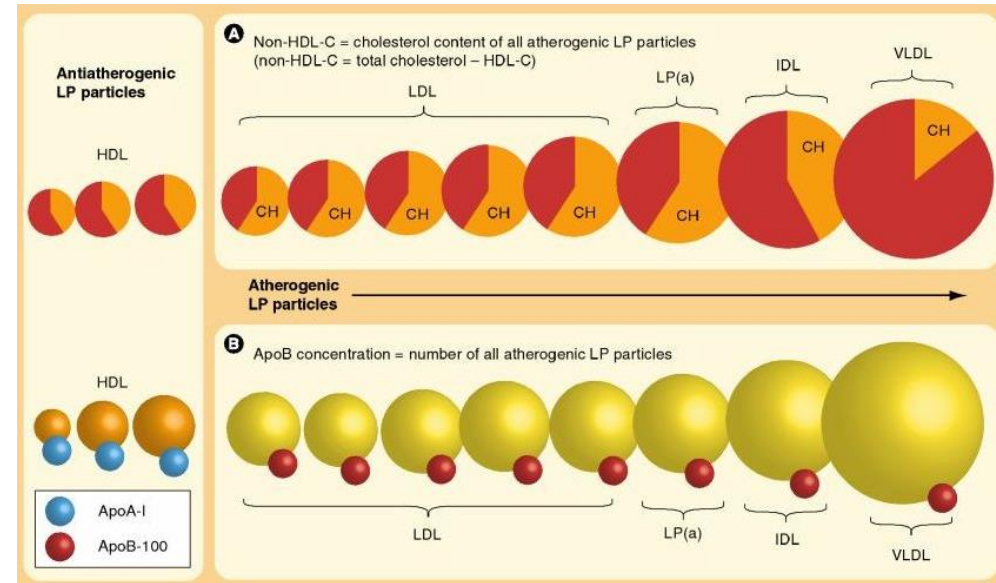 Antiatherogenic
LP particles
HDL
HDL
ApoA-I
ApoB-100
A
Non-HDL-C = cholesterol content of all atherogenic LP particles
(non-HDL-C = total cholesterol – HDL-C)
LDL
LP(a)
IDL
VLDL
CH
CH
CH
CH
CH
CH
CH
CH
Atherogenic
LP particles
B
ApoB concentration = number of all atherogenic LP particles
LDL
LP(a)
IDL
VLDL